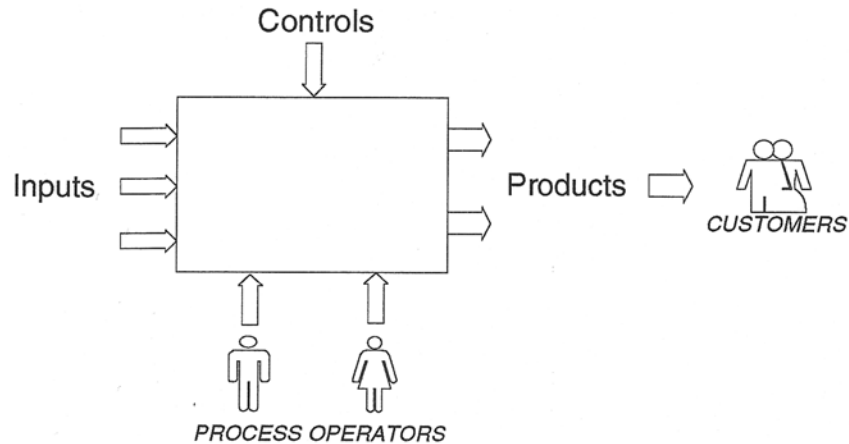 Controls
Inputs
Products
CUSTOMERS
PROCESS OPERATORS